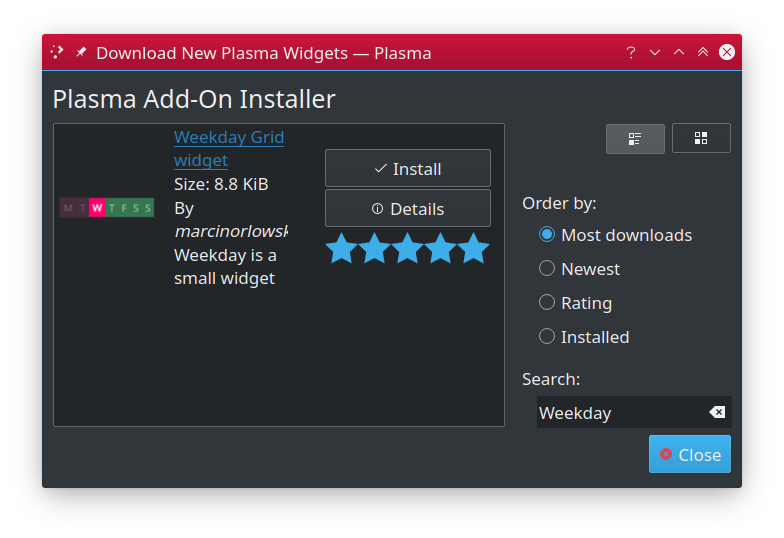 Download New Plasma Widgets — Plasma
Plasma Add-On Installer
M T W T F S S
Weekday Grid
widget
Size: 8.8 KiB
By
marcinorlowsk
Weekday is a
small widget
Install
Details
Order by:
Most downloads
Newest
Rating
Installed
Search:
Weekday
Close